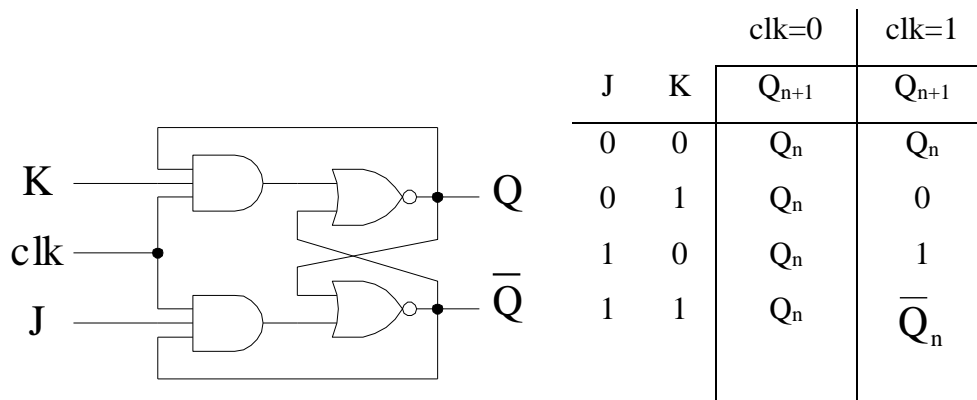 K
clk
J
Q
Q̅
clk=0 clk=1
J K Qₙ₊₁ Qₙ₊₁
0 0 Qₙ Qₙ
0 1 Qₙ 0
1 0 Qₙ 1
1 1 Qₙ Q̅ₙ